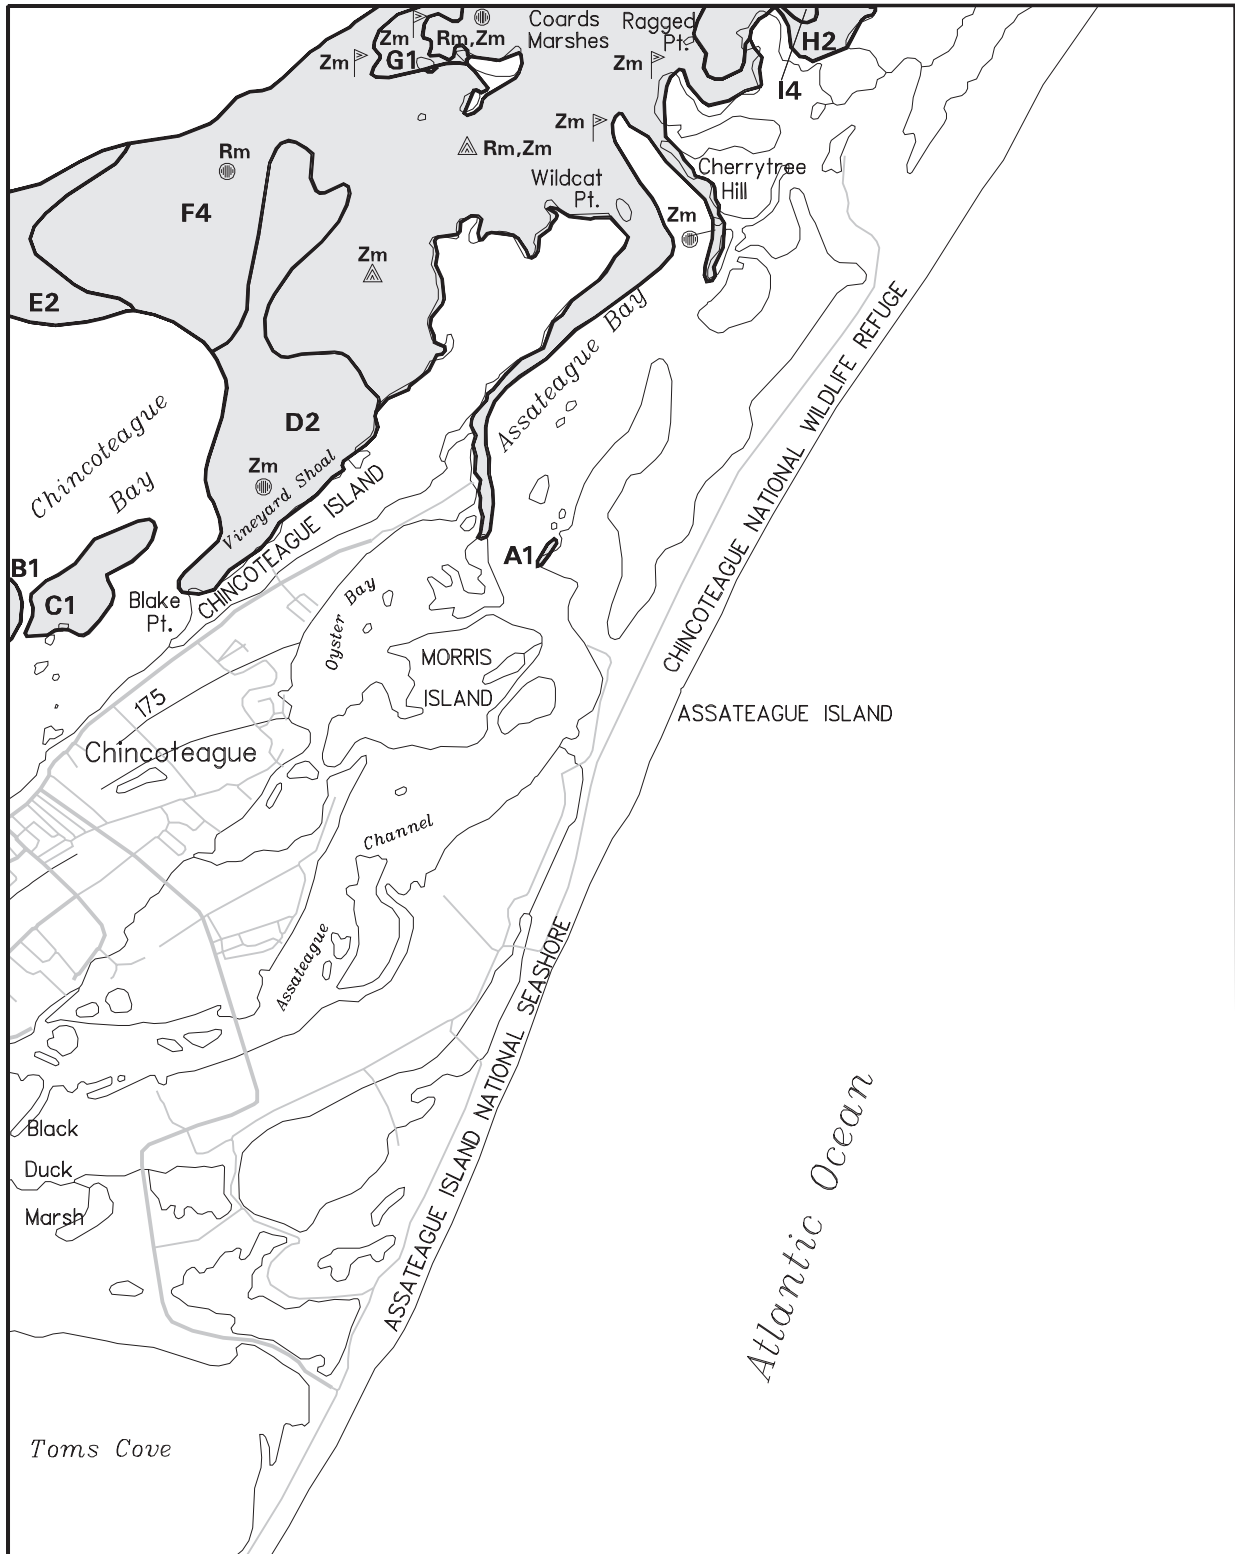 Coards
Marshes
Ragged
Pt.
Zm
Rm,Zm
H2
Zm
G1
Zm
I4
Zm
Rm
Rm,Zm
Wildcat
Pt.
Cherrytree
Hill
F4
Zm
Zm
E2
Assateague Bay
CHINCOTEAGUE NATIONAL WILDLIFE REFUGE
Chincoteague
Bay
D2
Zm
Vineyard Shoal
CHINCOTEAGUE ISLAND
B1
C1
A1
Blake
Pt.
Oyster Bay
MORRIS
ISLAND
175
ASSATEAGUE ISLAND
Chincoteague
Channel
Assateague
ASSATEAGUE ISLAND NATIONAL SEASHORE
Black
Duck
Marsh
Atlantic Ocean
Toms Cove